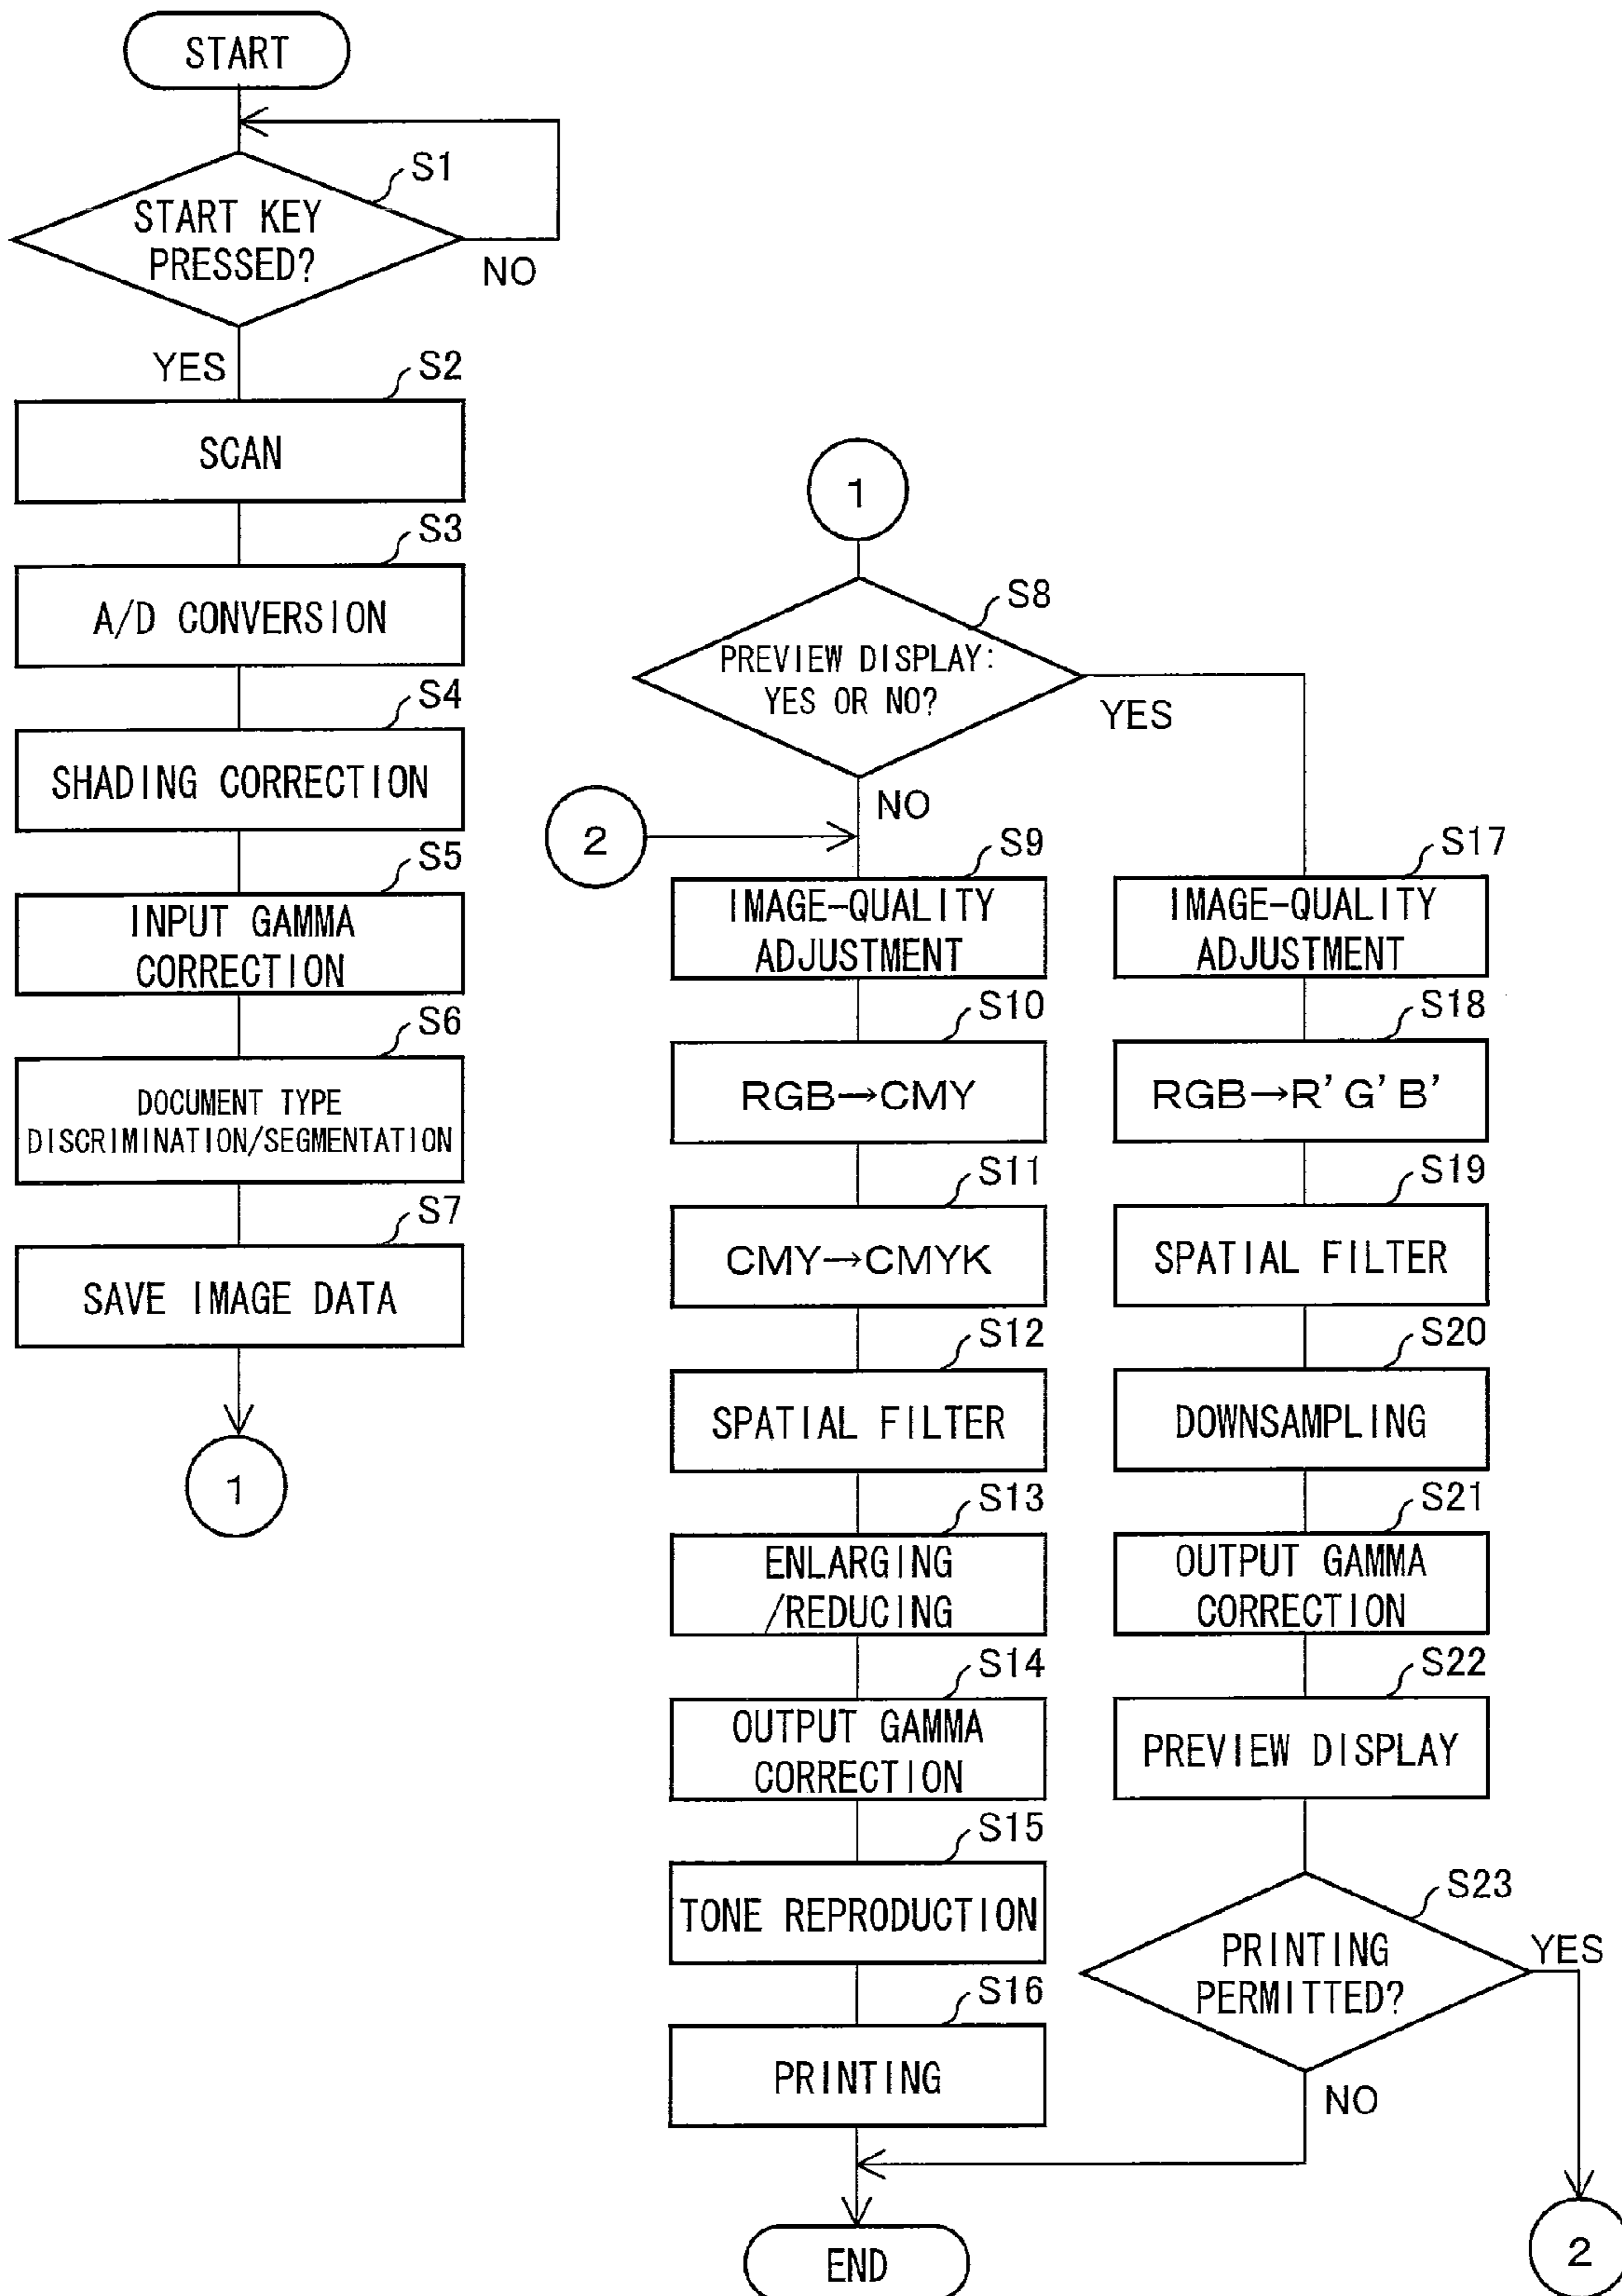 START
S1
START KEY
PRESSED?
NO
YES
S2
SCAN
S3
A/D CONVERSION
S4
SHADING CORRECTION
S5
INPUT GAMMA
CORRECTION
S6
DOCUMENT TYPE
DISCRIMINATION/SEGMENTATION
S7
SAVE IMAGE DATA
1
1
S8
PREVIEW DISPLAY:
YES OR NO?
YES
NO
2
S9
IMAGE-QUALITY
ADJUSTMENT
S10
RGB→CMY
S11
CMY→CMYK
S12
SPATIAL FILTER
S13
ENLARGING
/REDUCING
S14
OUTPUT GAMMA
CORRECTION
S15
TONE REPRODUCTION
S16
PRINTING
END
S17
IMAGE-QUALITY
ADJUSTMENT
S18
RGB→R'G'B'
S19
SPATIAL FILTER
S20
DOWNSAMPLING
S21
OUTPUT GAMMA
CORRECTION
S22
PREVIEW DISPLAY
S23
PRINTING
PERMITTED?
YES
NO
2